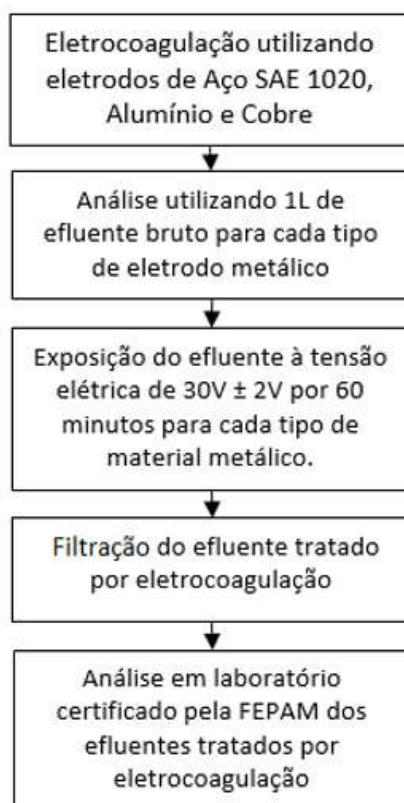 Eletrocoagulação utilizando
eletrodos de Aço SAE 1020,
Alumínio e Cobre
Análise utilizando 1L de
efluente bruto para cada tipo
de eletrodo metálico
Exposição do efluente à tensão
elétrica de 30V ± 2V por 60
minutos para cada tipo de
material metálico.
Filtração do efluente tratado
por eletrocoagulação
Análise em laboratório
certificado pela FEPAM dos
efluentes tratados por
eletrocoagulação